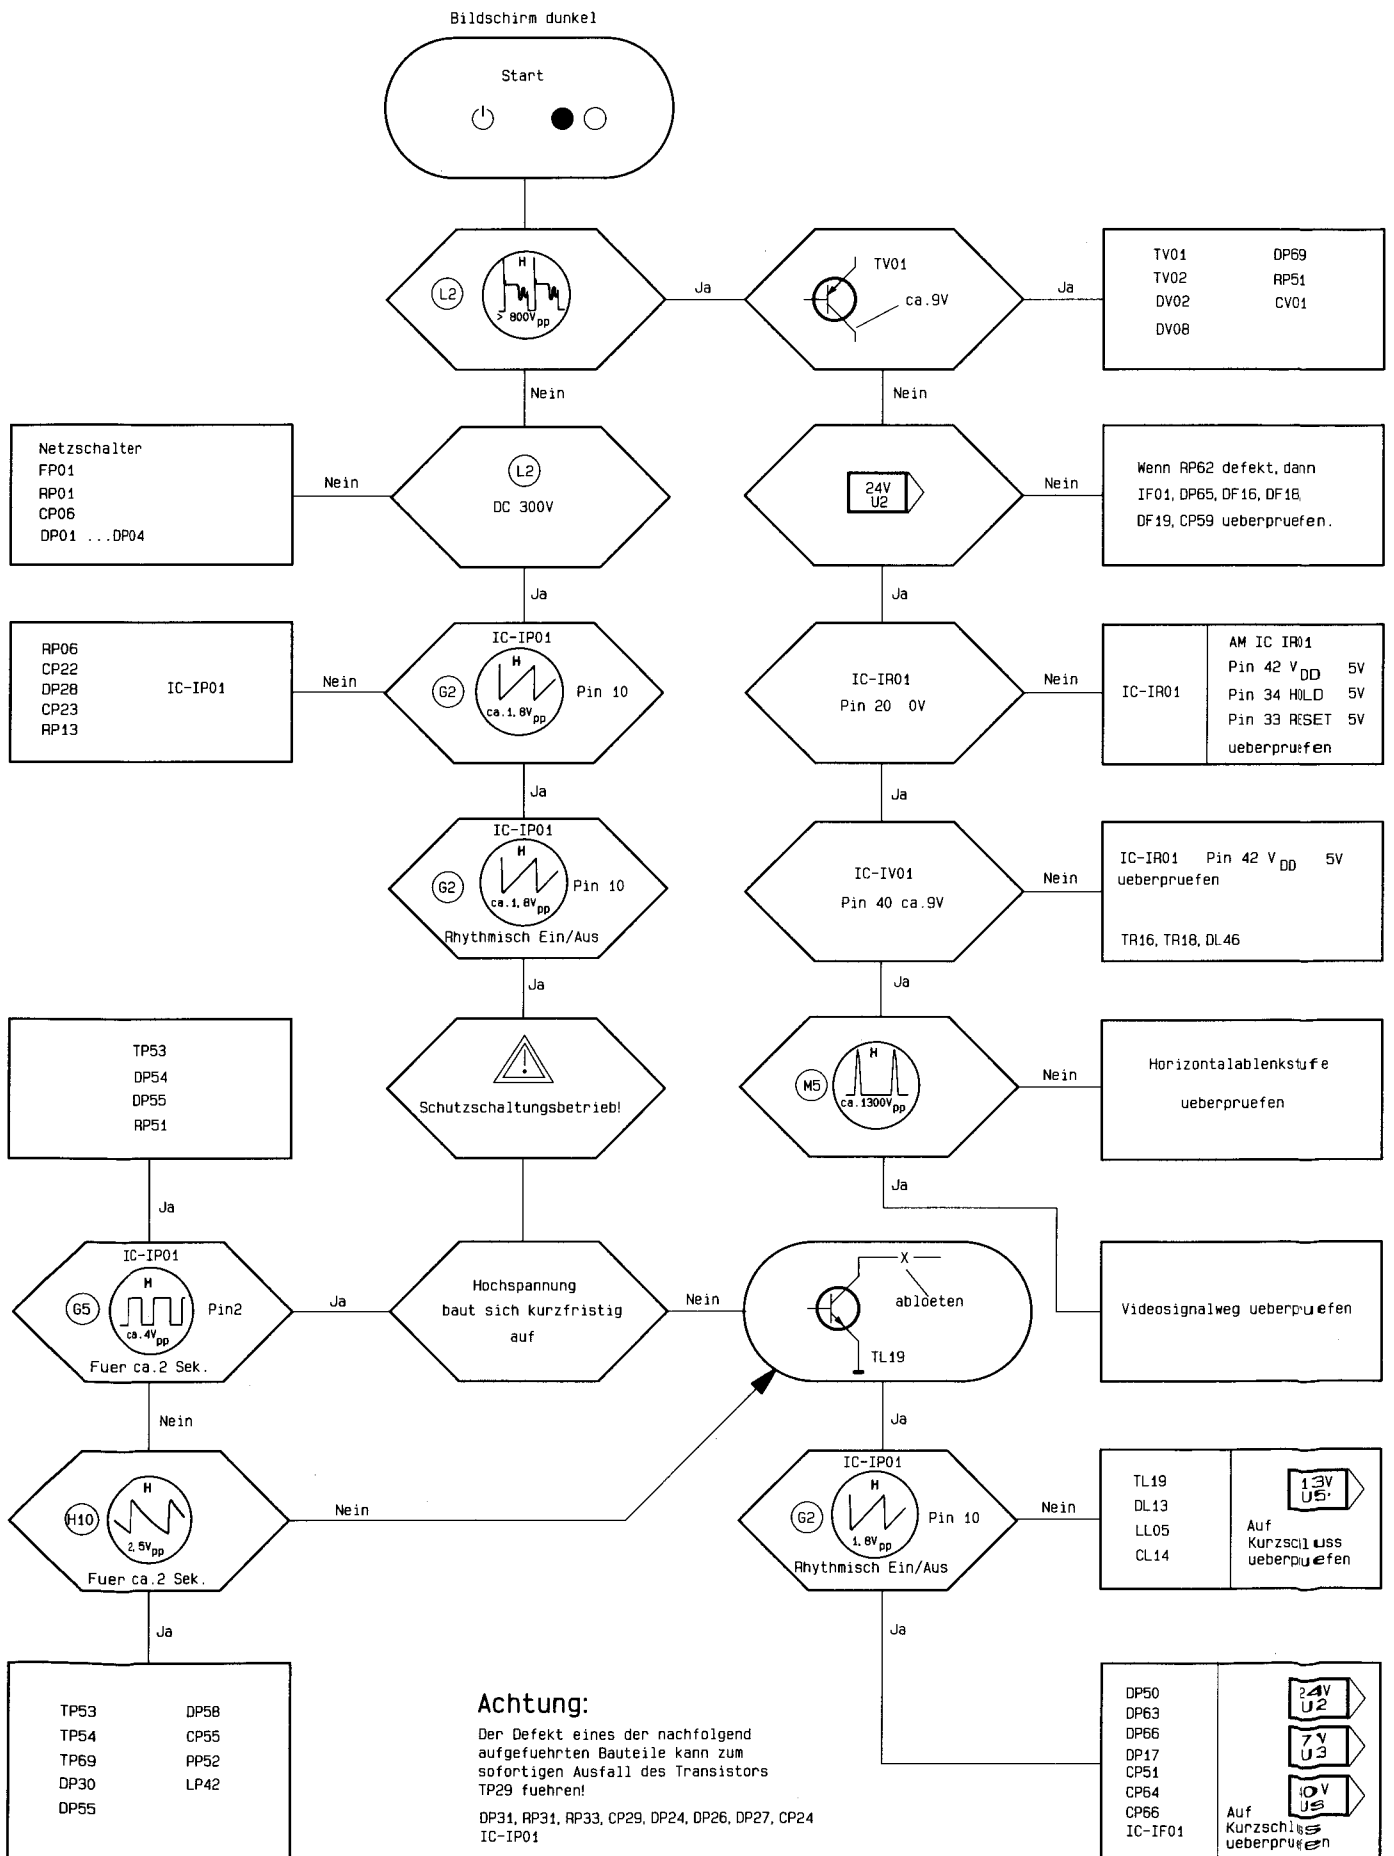 Bildschirm dunkel
Start
L2
H
> 800Vpp
Ja
TV01
ca.9V
Ja
TV01 DP69
TV02 RP51
DV02 CV01
DV08
Nein
Nein
Netzschalter
FP01
RP01
CP06
DP01 ...DP04
Nein
L2
DC 300V
24V
U2
Nein
Wenn RP62 defekt, dann
IF01, DP65, DF16, DF18,
DF19, CP59 ueberpruefen.
Ja
Ja
RP06
CP22
DP28
CP23
RP13
IC-IP01
Nein
IC-IP01
G2
H
ca.1,8Vpp
Pin 10
IC-IR01
Pin 20 0V
Nein
IC-IR01
AM IC IR01
Pin 42 VDD 5V
Pin 34 HOLD 5V
Pin 33 RESET 5V
ueberpruefen
Ja
Ja
IC-IP01
G2
H
ca.1,8Vpp
Pin 10
Rhythmisch Ein/Aus
IC-IV01
Pin 40 ca.9V
Nein
IC-IR01 Pin 42 VDD 5V
ueberpruefen
TR16, TR18, DL46
Ja
Ja
TP53
DP54
DP55
RP51
Schutzschaltungsbetrieb!
M5
H
ca.1300Vpp
Nein
Horizontalablenkstufe
ueberpruefen
Ja
Ja
IC-IP01
G5
H
ca.4Vpp
Pin2
Fuer ca.2 Sek.
Ja
Hochspannung
baut sich kurzfristig
auf
Nein
X
abloeten
TL19
Videosignalweg ueberpruefen
Nein
Ja
H10
H
2,5Vpp
Fuer ca.2 Sek.
Nein
IC-IP01
G2
H
1.8Vpp
Pin 10
Rhythmisch Ein/Aus
Nein
TL19
DL13
LL05
CL14
13V
U5
Auf
Kurzschluss
ueberpruefen
Ja
Ja
TP53 DP58
TP54 CP55
TP69 PP52
DP30 LP42
DP55
Achtung:
Der Defekt eines der nachfolgend
aufgefuehrten Bauteile kann zum
sofortigen Ausfall des Transistors
TP29 fuehren!
DP31, RP31, RP33, CP29, DP24, DP26, DP27, CP24
IC-IP01
DP50
DP63
DP66
DP17
CP51
CP64
CP66
IC-IF01
24V
U2
7V
U3
U5
Auf
Kurzschluss
ueberpruefen